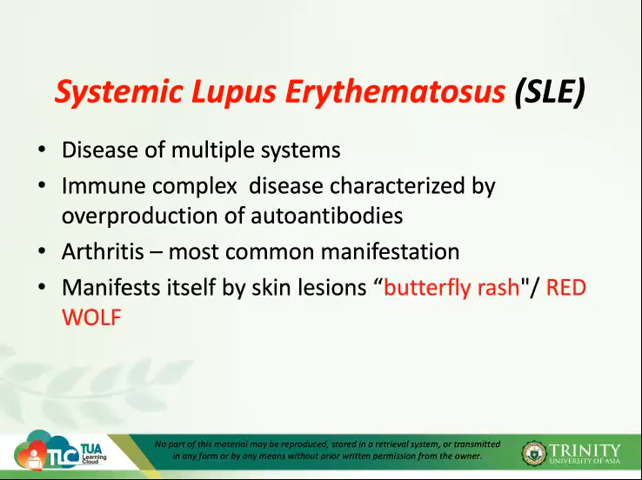 Systemic Lupus Erythematosus (SLE)
• Disease of multiple systems
• Immune complex disease characterized by
overproduction of autoantibodies
• Arthritis – most common manifestation
• Manifests itself by skin lesions “butterfly rash"/ RED
WOLF
TLC TUA
Learning
Cloud
No part of this material may be reproduced, stored in a retrieval system, or transmitted
in any form or by any means without prior written permission from the owner.
TRINITY
UNIVERSITY OF ASIA